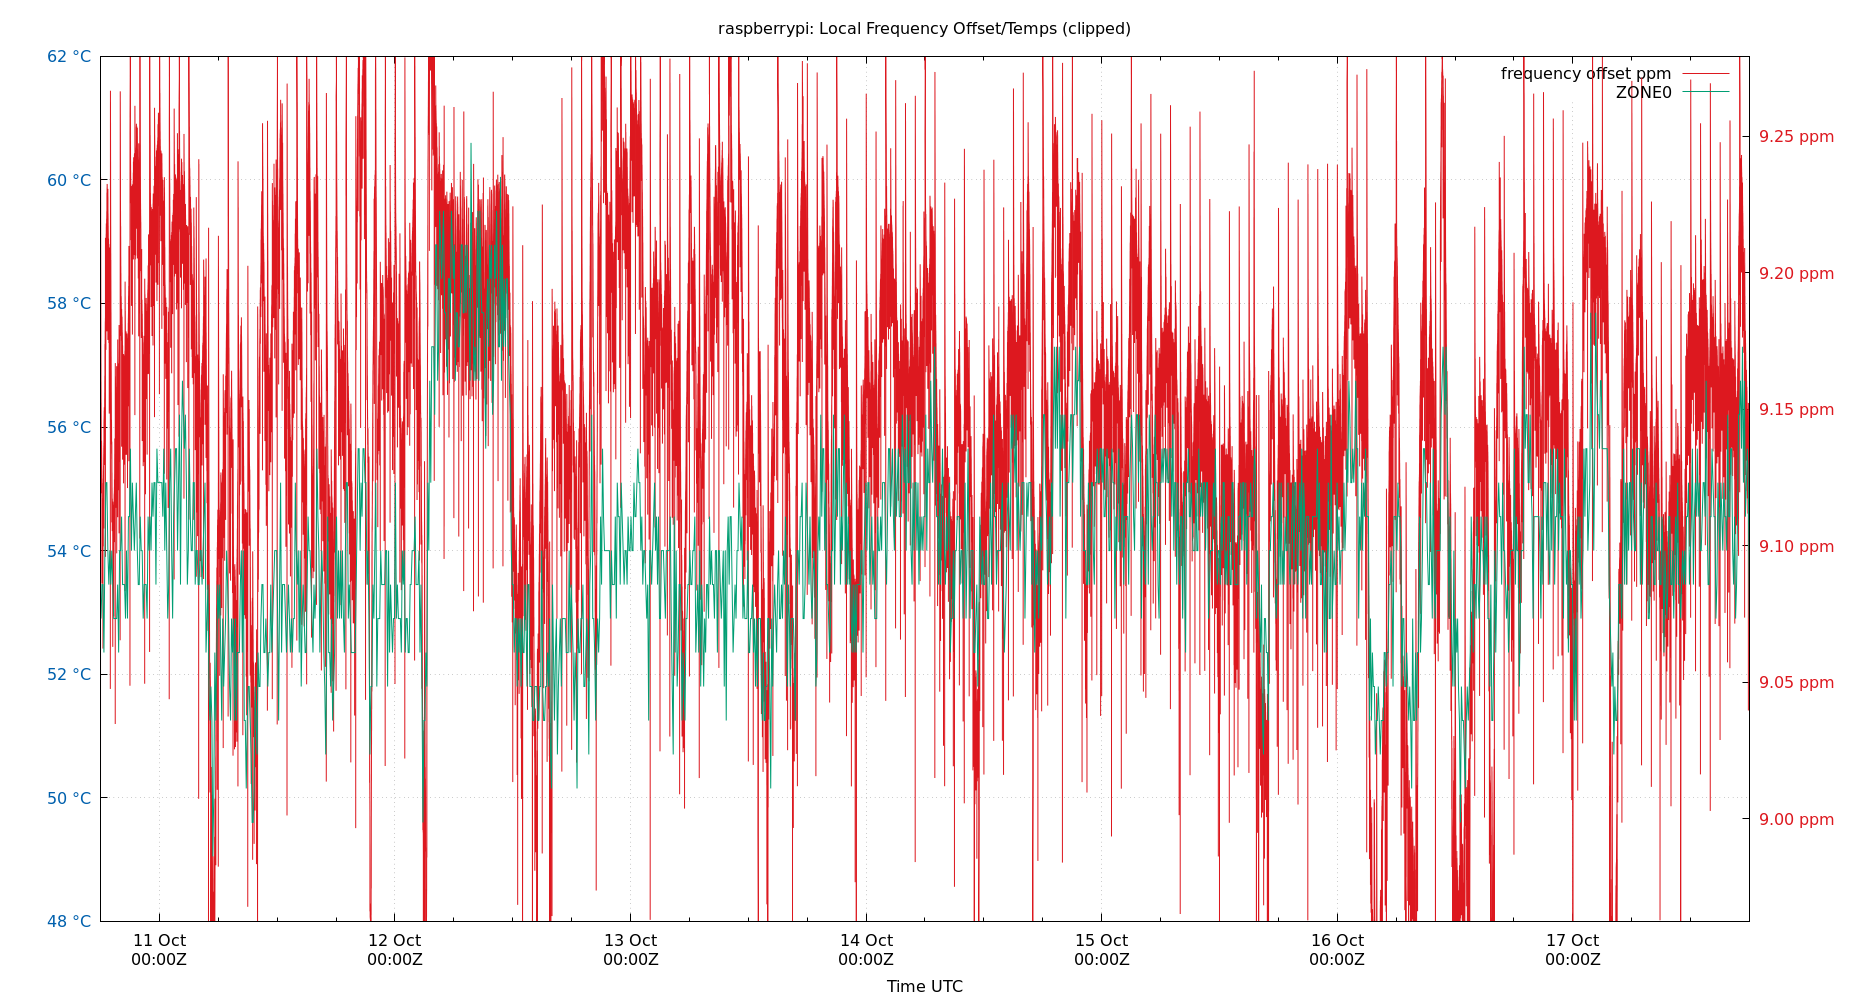 raspberrypi: Local Frequency Offset/Temps (clipped)
frequency offset ppm
ZONE0
62 °C
60 °C
58 °C
56 °C
54 °C
52 °C
50 °C
48 °C
9.25 ppm
9.20 ppm
9.15 ppm
9.10 ppm
9.05 ppm
9.00 ppm
11 Oct 12 Oct 13 Oct 14 Oct 15 Oct 16 Oct 17 Oct
00:00Z 00:00Z 00:00Z 00:00Z 00:00Z 00:00Z 00:00Z
Time UTC